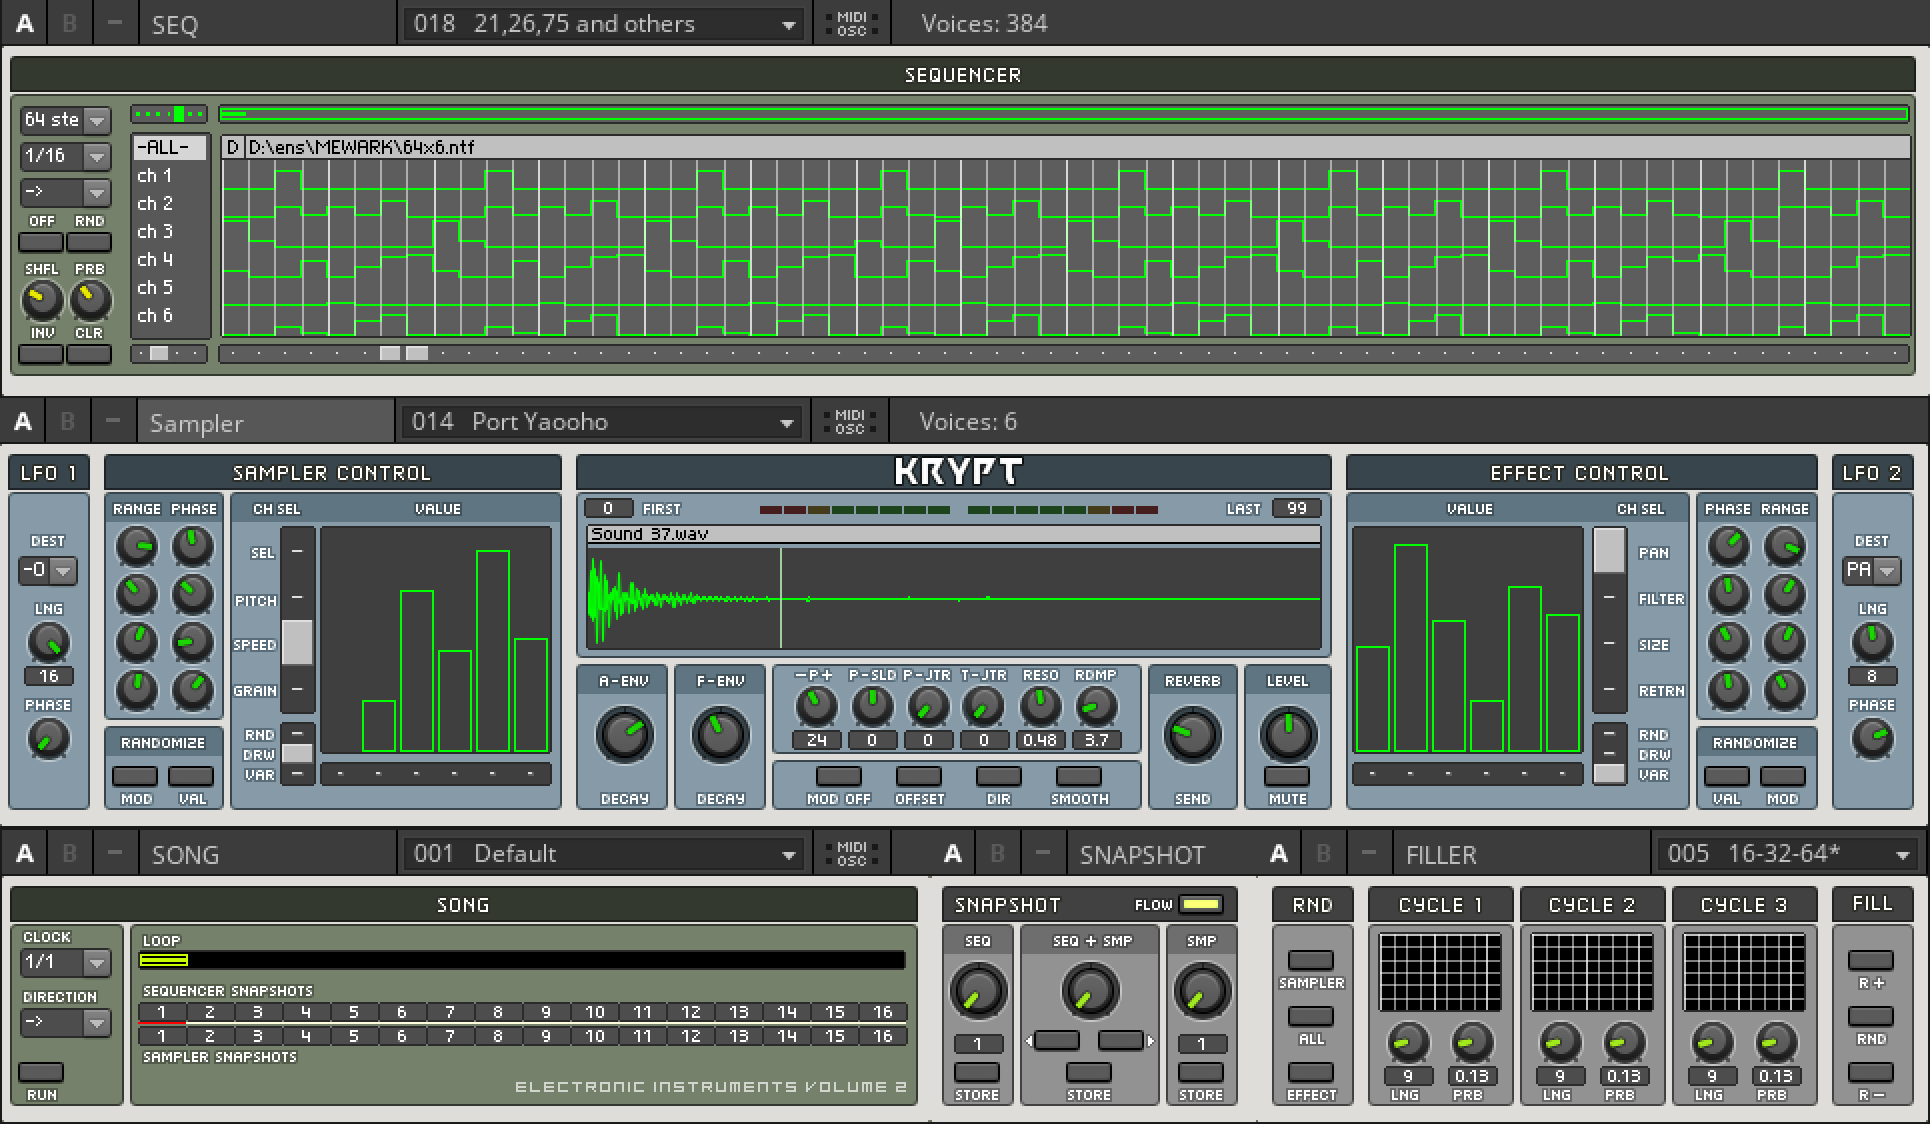 A B – SEQ 018 21,26,75 and others MIDI OSC Voices: 384
SEQUENCER
64 ste
-ALL- D D:\ens\MEWARK\64x6.ntf
1/16
ch 1
->
ch 2
OFF RND
ch 3
ch 4
SHFL PRB
ch 5
ch 6
INV CLR
A B – Sampler 014 Port Yaooho MIDI OSC Voices: 6
LFO 1 SAMPLER CONTROL KRYPT EFFECT CONTROL LFO 2
RANGE PHASE CH SEL VALUE 0 FIRST LAST 99 VALUE CH SEL PHASE RANGE
Sound 37.wav
DEST SEL PAN DEST
-0 PA
LNG PITCH FILTER LNG
SPEED SIZE
16 8
GRAIN RETRN
PHASE PHASE
A-ENV F-ENV –P+ P-SLD P-JTR T-JTR RESO RDMP REVERB LEVEL
24 0 0 0 0.48 3.7
RANDOMIZE RND DRW VAR RND DRW VAR RANDOMIZE
MOD VAL DECAY DECAY MOD OFF OFFSET DIR SMOOTH SEND MUTE VAL MOD
A B – SONG 001 Default MIDI OSC A B – SNAPSHOT A B – FILLER 005 16-32-64*
SONG SNAPSHOT FLOW RND CYCLE 1 CYCLE 2 CYCLE 3 FILL
CLOCK LOOP SEQ SEQ + SMP SMP
1/1
SAMPLER R +
DIRECTION SEQUENCER SNAPSHOTS
-> 1 2 3 4 5 6 7 8 9 10 11 12 13 14 15 16
1 2 3 4 5 6 7 8 9 10 11 12 13 14 15 16
1 1 ALL RND
SAMPLER SNAPSHOTS
9 0.13 9 0.13 9 0.13
ELECTRONIC INSTRUMENTS VOLUME 2
RUN STORE STORE STORE EFFECT LNG PRB LNG PRB LNG PRB R –